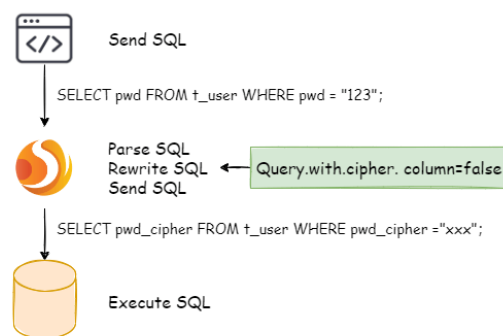 </>
Send SQL
SELECT pwd FROM t_user WHERE pwd = "123";
Parse SQL
Rewrite SQL
Send SQL
Query.with.cipher. column=false
SELECT pwd_cipher FROM t_user WHERE pwd_cipher ="xxx";
Execute SQL